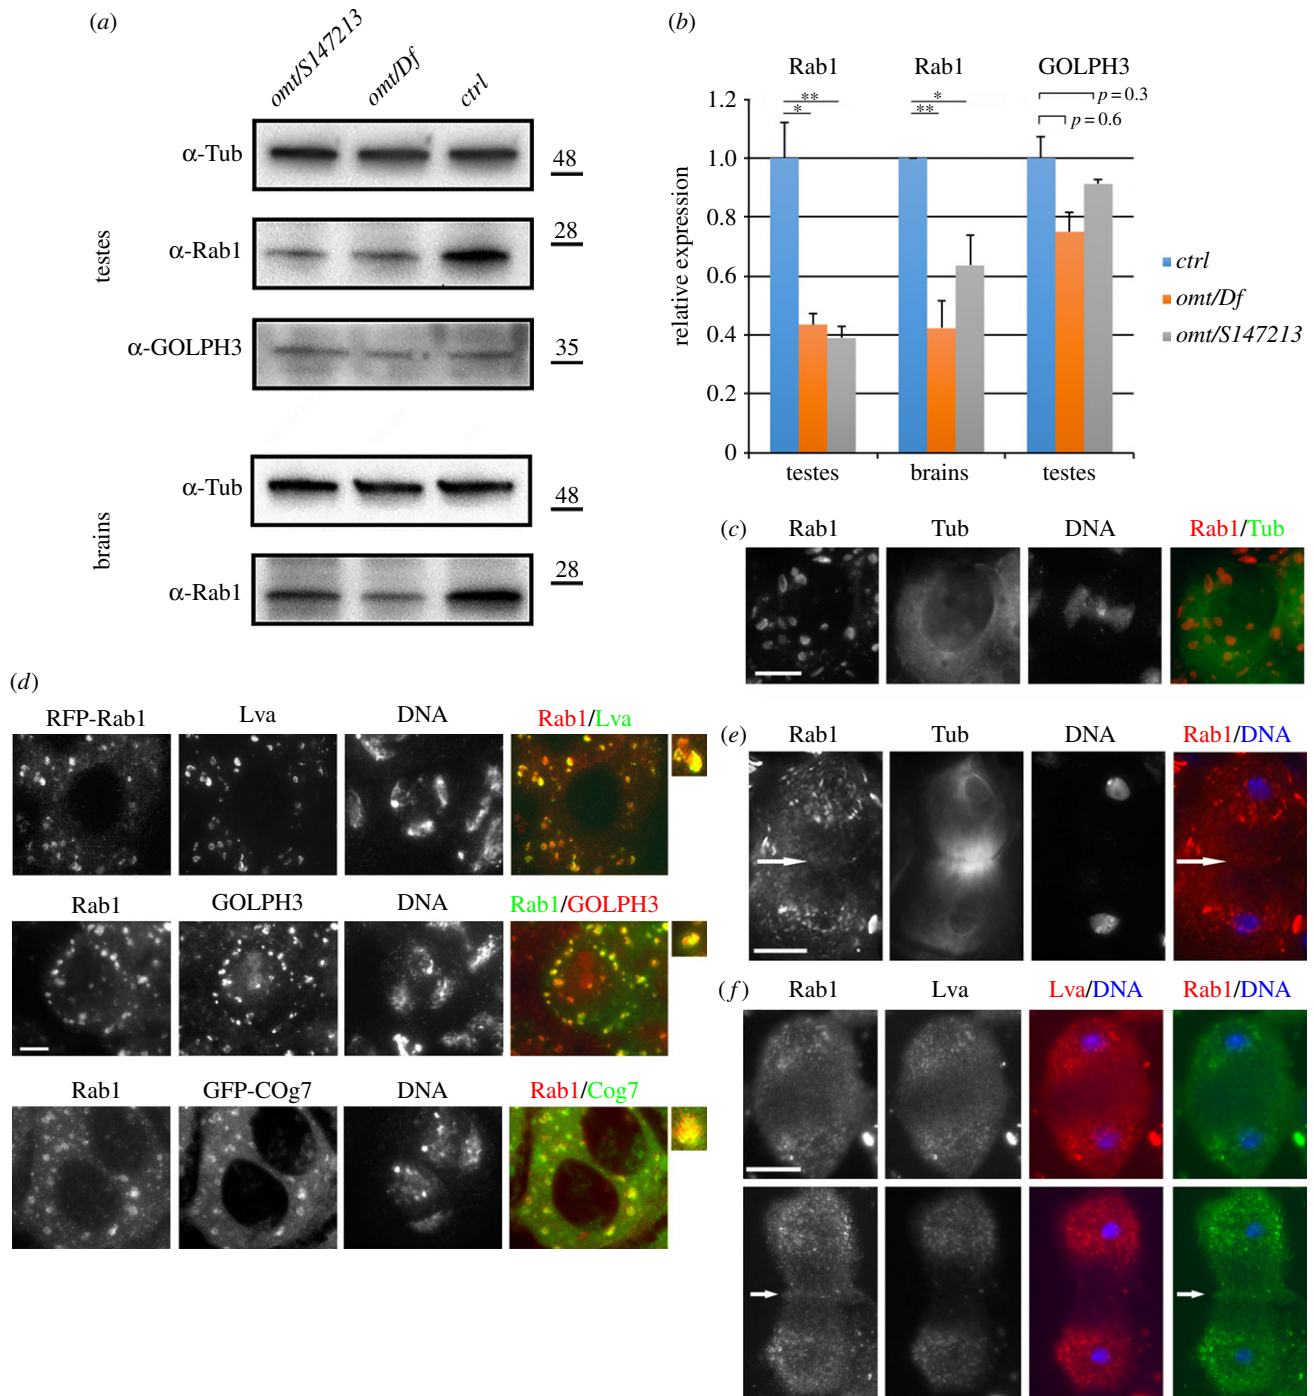 (a)
omt/S147213
omt/Df
ctrl
testes
α-Tub
48
α-Rab1
28
α-GOLPH3
35
brains
α-Tub
48
α-Rab1
28
(b)
Rab1 Rab1 GOLPH3
** * p = 0.3
* ** p = 0.6
relative expression
1.2
1.0
0.8
0.6
0.4
0.2
0
testes brains testes
ctrl
omt/Df
omt/S147213
(c)
Rab1 Tub DNA Rab1/Tub
(d)
RFP-Rab1 Lva DNA Rab1/Lva
Rab1 GOLPH3 DNA Rab1/GOLPH3
Rab1 GFP-COg7 DNA Rab1/Cog7
(e)
Rab1 Tub DNA Rab1/DNA
(f)
Rab1 Lva Lva/DNA Rab1/DNA